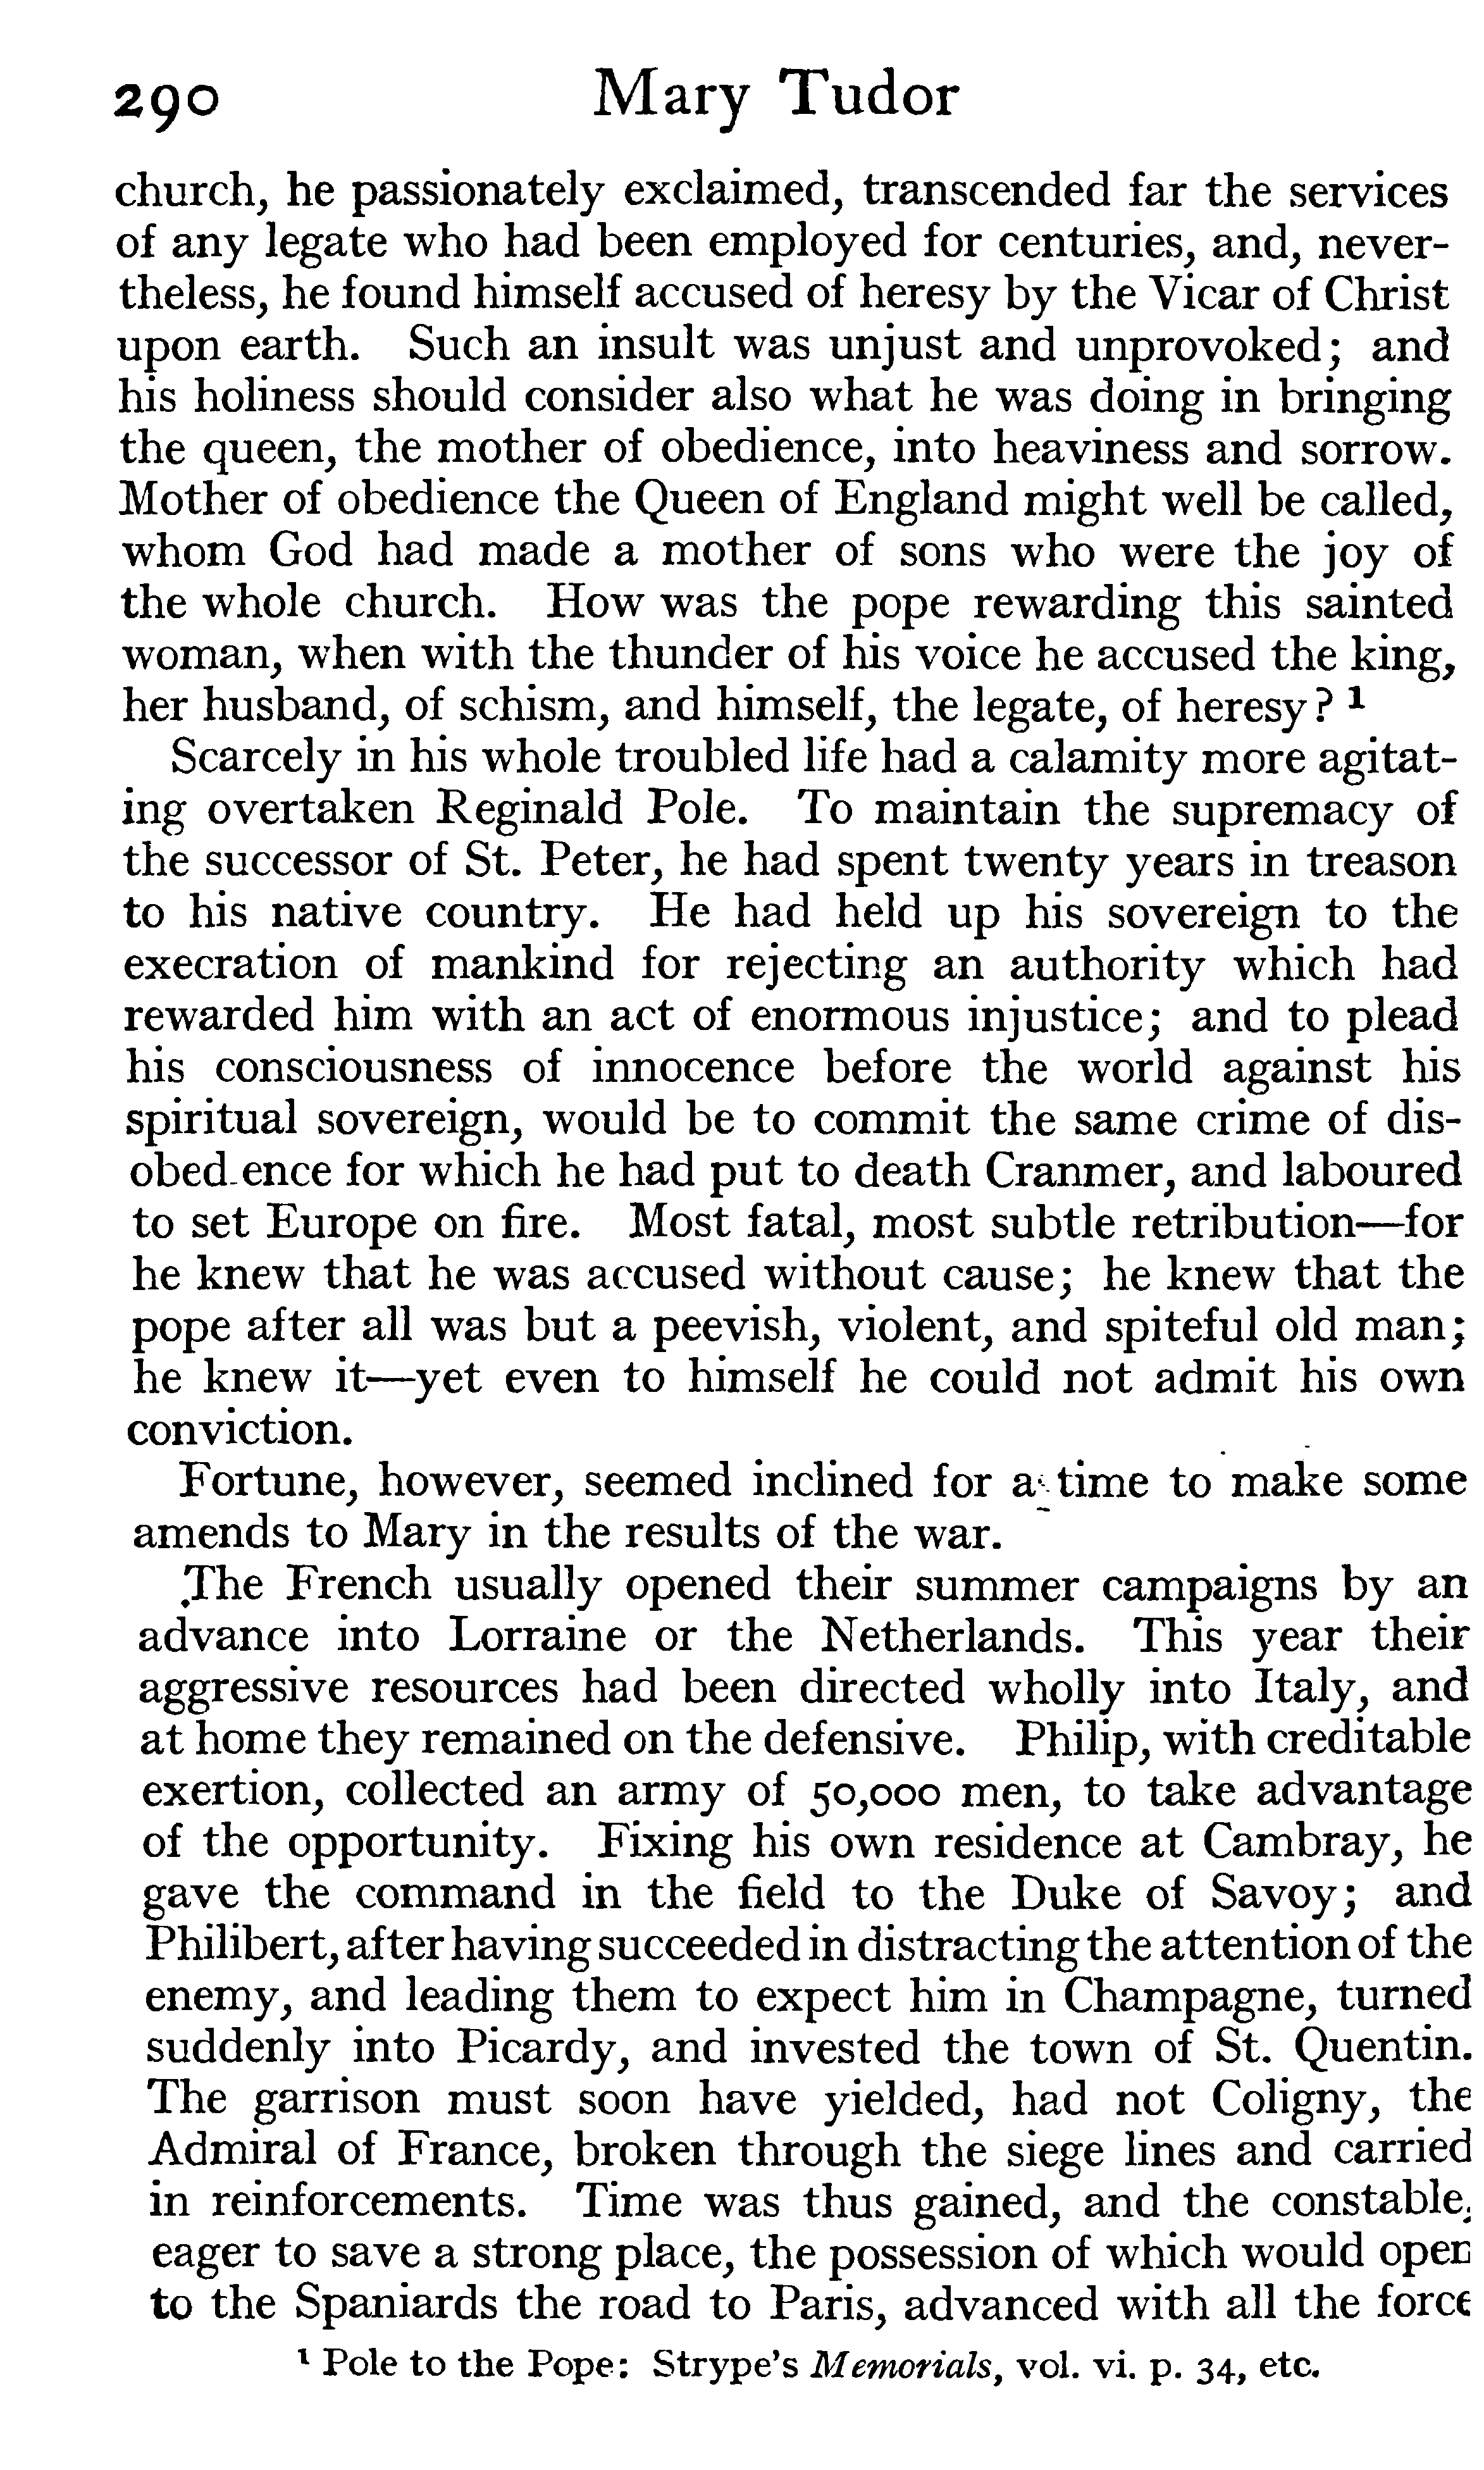 290 Mary Tudor
church, he passionately exclaimed, transcended far the services
of any legate who had been employed for centuries, and, never-
theless, he found himself accused of heresy by the Vicar of Christ
upon earth. Such an insult was unjust and unprovoked; and
his holiness should consider also what he was doing in bringing
the queen, the mother of obedience, into heaviness and sorrow.
Mother of obedience the Queen of England might well be called,
whom God had made a mother of sons who were the joy of
the whole church. How was the pope rewarding this sainted
woman, when with the thunder of his voice he accused the king,
her husband, of schism, and himself, the legate, of heresy? ¹
Scarcely in his whole troubled life had a calamity more agitat-
ing overtaken Reginald Pole. To maintain the supremacy of
the successor of St. Peter, he had spent twenty years in treason
to his native country. He had held up his sovereign to the
execration of mankind for rejecting an authority which had
rewarded him with an act of enormous injustice; and to plead
his consciousness of innocence before the world against his
spiritual sovereign, would be to commit the same crime of dis-
obedience for which he had put to death Cranmer, and laboured
to set Europe on fire. Most fatal, most subtle retribution—for
he knew that he was accused without cause; he knew that the
pope after all was but a peevish, violent, and spiteful old man;
he knew it—yet even to himself he could not admit his own
conviction.
Fortune, however, seemed inclined for a time to make some
amends to Mary in the results of the war.
The French usually opened their summer campaigns by an
advance into Lorraine or the Netherlands. This year their
aggressive resources had been directed wholly into Italy, and
at home they remained on the defensive. Philip, with creditable
exertion, collected an army of 50,000 men, to take advantage
of the opportunity. Fixing his own residence at Cambray, he
gave the command in the field to the Duke of Savoy; and
Philibert, after having succeeded in distracting the attention of the
enemy, and leading them to expect him in Champagne, turned
suddenly into Picardy, and invested the town of St. Quentin.
The garrison must soon have yielded, had not Coligny, the
Admiral of France, broken through the siege lines and carried
in reinforcements. Time was thus gained, and the constable,
eager to save a strong place, the possession of which would open
to the Spaniards the road to Paris, advanced with all the force
¹ Pole to the Pope: Strype's Memorials, vol. vi. p. 34, etc.